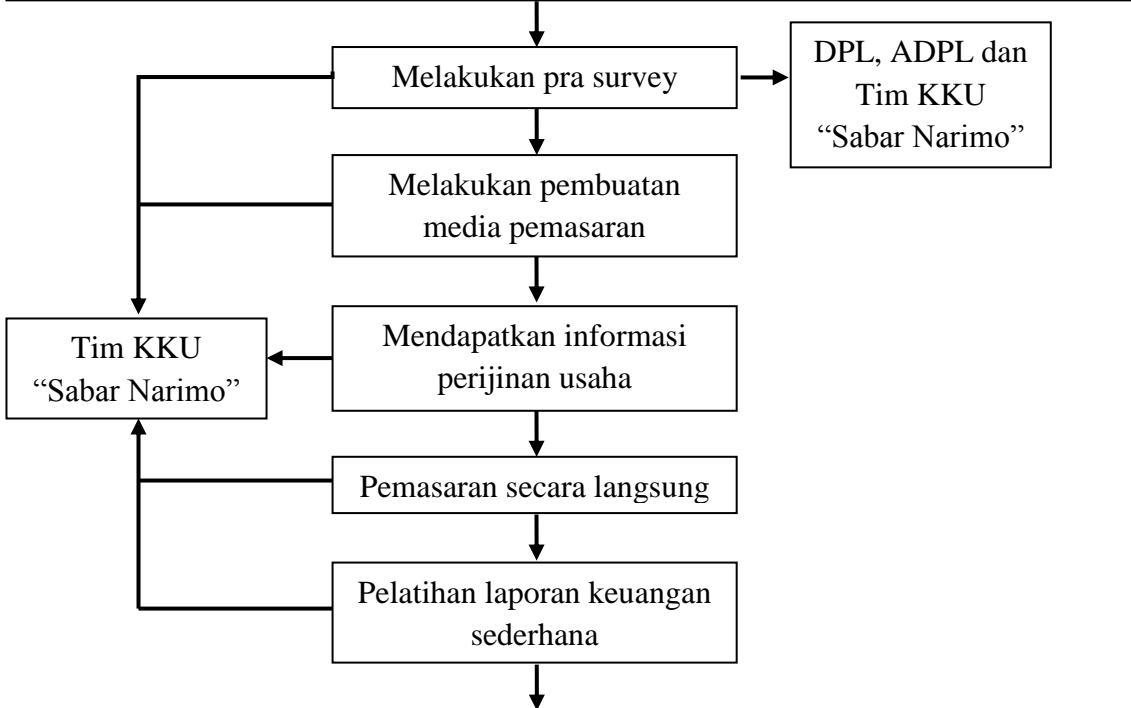 Melakukan pra survey
DPL, ADPL dan
Tim KKU
“Sabar Narimo”
Melakukan pembuatan
media pemasaran
Mendapatkan informasi
perijinan usaha
Tim KKU
“Sabar Narimo”
Pemasaran secara langsung
Pelatihan laporan keuangan
sederhana